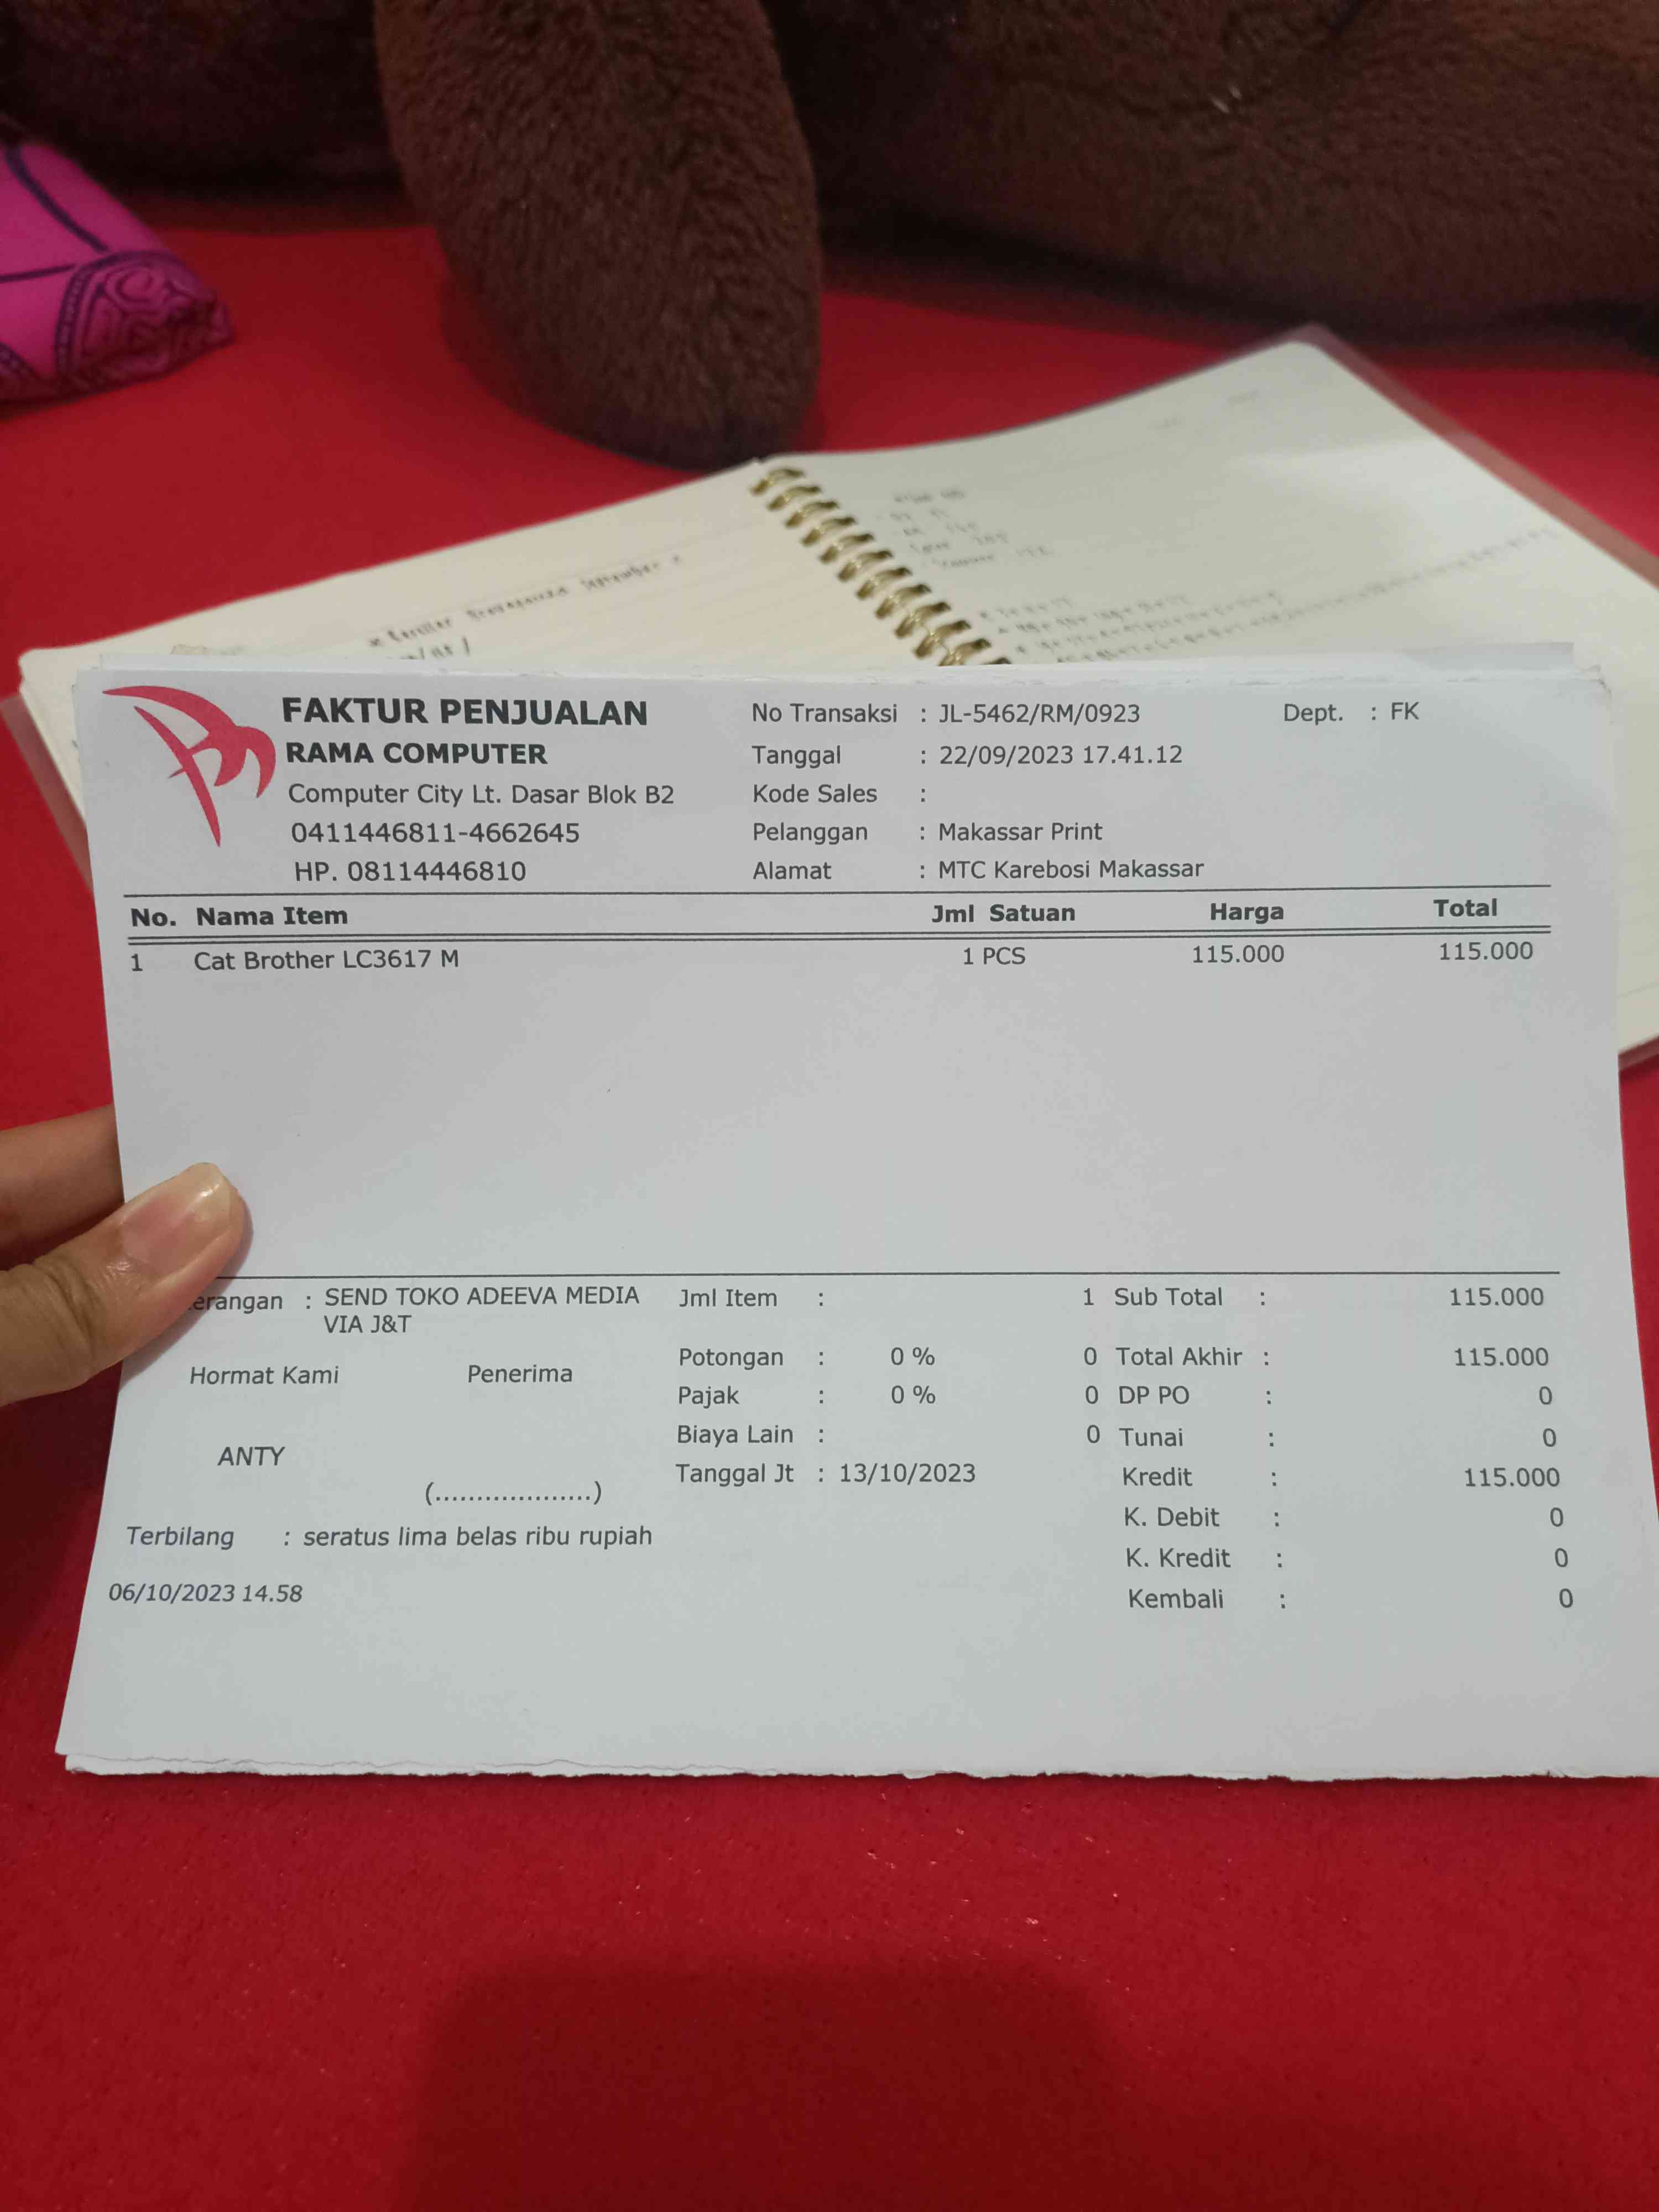 FAKTUR PENJUALAN
RAMA COMPUTER
Computer City Lt. Dasar Blok B2
0411446811-4662645
HP. 08114446810
No Transaksi : JL-5462/RM/0923
Tanggal : 22/09/2023 17.41.12
Kode Sales :
Pelanggan : Makassar Print
Alamat : MTC Karebosi Makassar
Dept. : FK
No. Nama Item Jml Satuan Harga Total
1 Cat Brother LC3617 M 1 PCS 115.000 115.000
erangan : SEND TOKO ADEEVA MEDIA
VIA J&T
Hormat Kami Penerima
ANTY
(...................)
Terbilang : seratus lima belas ribu rupiah
06/10/2023 14.58
Jml Item : 1
Potongan : 0 % 0
Pajak : 0 % 0
Biaya Lain : 0
Tanggal Jt : 13/10/2023
Sub Total : 115.000
Total Akhir : 115.000
DP PO : 0
Tunai : 0
Kredit : 115.000
K. Debit : 0
K. Kredit : 0
Kembali : 0